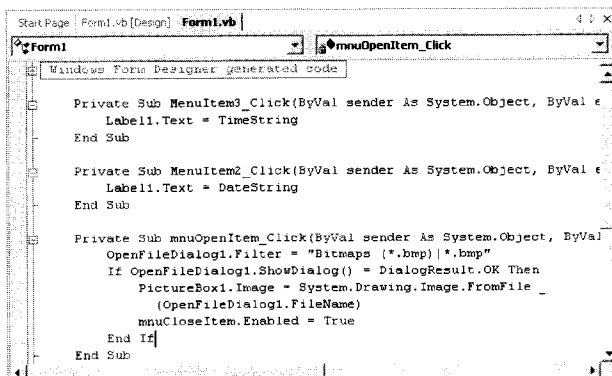 Start Page Form1.vb [Design] Form1.vb
Form1 mnuOpenItem_Click
Windows Form Designer generated code
Private Sub MenuItem3_Click(ByVal sender As System.Object, ByVal e
Label1.Text = TimeString
End Sub
Private Sub MenuItem2_Click(ByVal sender As System.Object, ByVal e
Label1.Text = DateString
End Sub
Private Sub mnuOpenItem_Click(ByVal sender As System.Object, ByVal
OpenFileDialog1.Filter = "Bitmaps (*.bmp)|*.bmp"
If OpenFileDialog1.ShowDialog() = DialogResult.OK Then
PictureBox1.Image = System.Drawing.Image.FromFile _
(OpenFileDialog1.FileName)
mnuCloseItem.Enabled = True
End If
End Sub